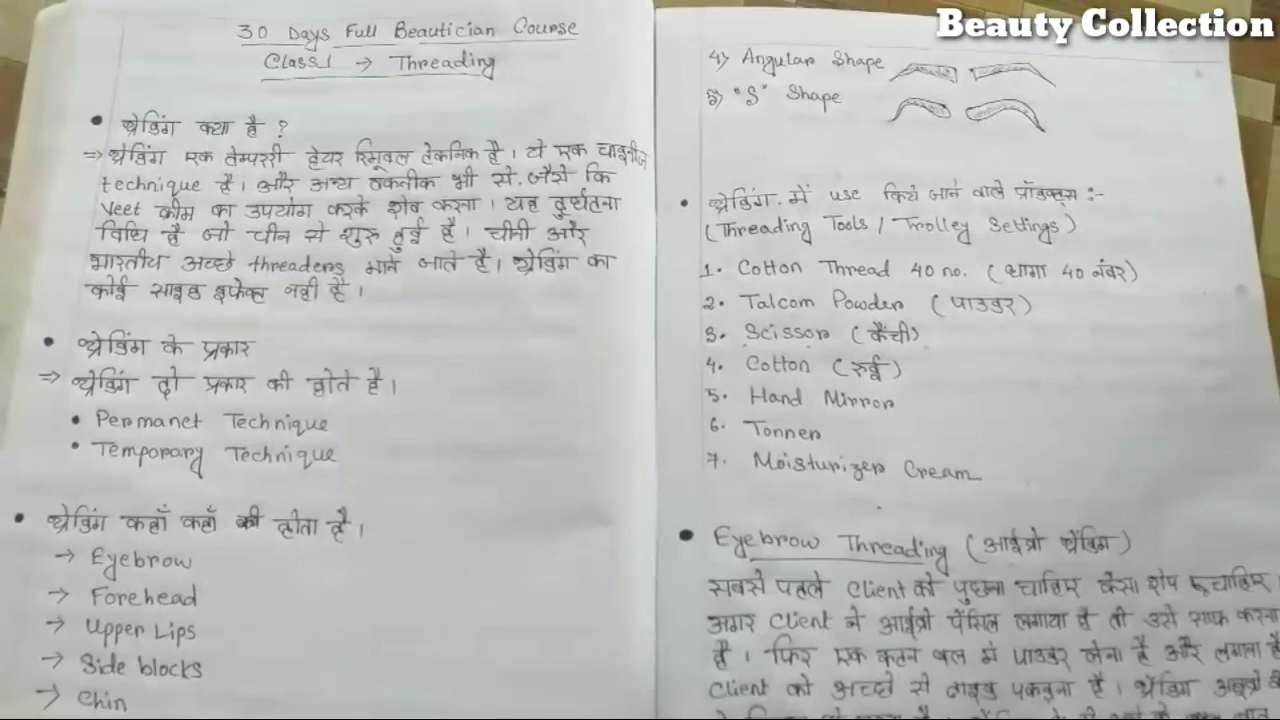 Beauty Collection
30 Days Full Beautician Course
Class 1 → Threading
• थ्रेडिंग क्या है ?
⇒ थ्रेडिंग एक तेम्पररी हेयर रिमूवल टेकनिक है। ये एक चाइनीज
technique है। और अन्य तकनीक भी से. जैसे कि
Veet क्रीम का उपयोग करके शेव करना। यह
विधि है जो चीन से शुरु हुई है। चीनी और
भारतीय अच्छे threaders माने जाते है। थ्रेडिंग का
कोई साइड इफेक्ट नहीं है।
• थ्रेडिंग के प्रकार
⇒ थ्रेडिंग दो प्रकार की होते है।
• Permanet Technique
• Temporary Technique
• थ्रेडिंग कहाँ कहाँ की होता है।
→ Eyebrow
→ Forehead
→ Upper Lips
→ Side blocks
→ Chin
4) Angular Shape
5) "S" Shape
• थ्रेडिंग में use किये जाने वाले प्रॉडक्ट्स :-
(Threading Tools / Trolley Settings)
1. Cotton Thread 40 no. (धागा 40 नंबर)
2. Talcom Powder (पाउडर)
3. Scissor (कैंची)
4. Cotton (रुई)
5. Hand Mirror
6. Tonner
7. Moisturizer Cream
• Eyebrow Threading (आईब्रो थ्रेंडिंग)
सबसे पहले Client को पुछना चाहिए केसा शेप चाहिए
अगर Client ने आईब्रो पेंसिल लगाया है तो उसे साफ करना
है। फिर एक कटन बल में पाउडर लेना है और लगाना है
Client को अच्छे से टाइड पकड़ना है। थ्रेडिंग